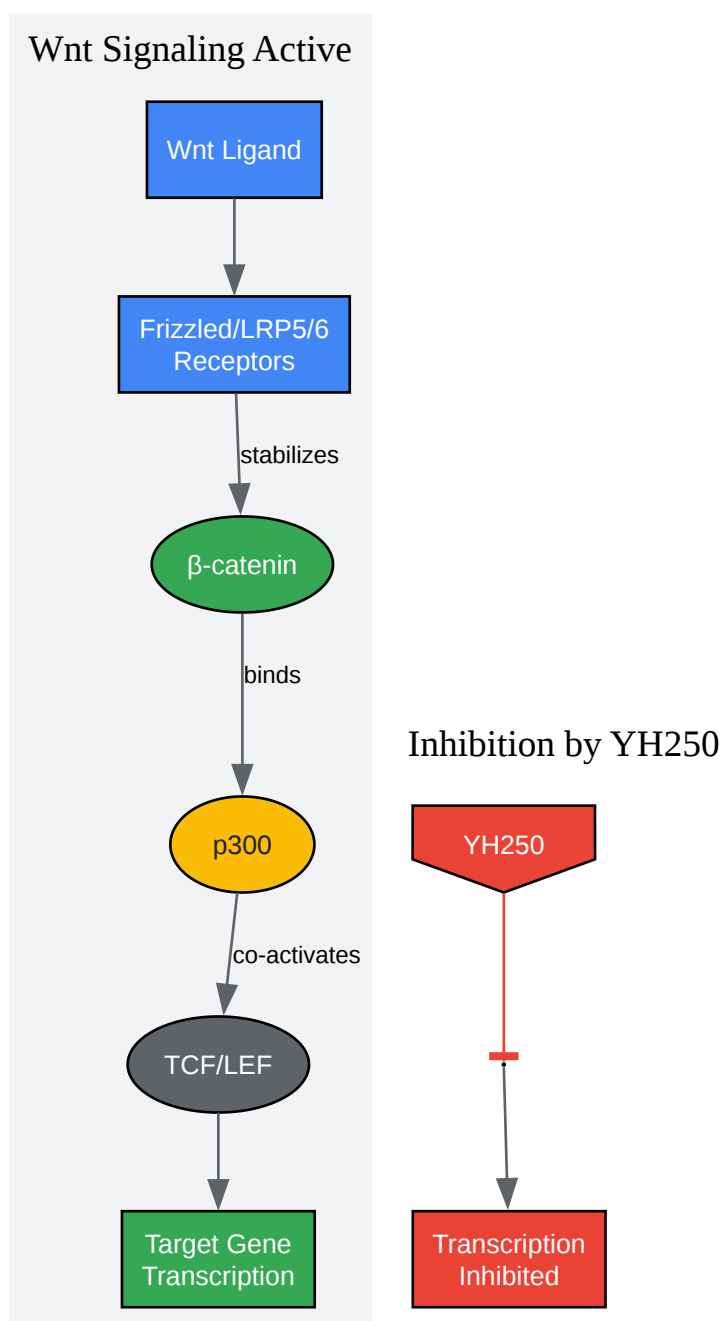 Wnt Signaling Active
Wnt Ligand
Frizzled/LRP5/6
Receptors
stabilizes
β-catenin
binds
p300
co-activates
TCF/LEF
Target Gene
Transcription
Inhibition by YH250
YH250
Transcription
Inhibited